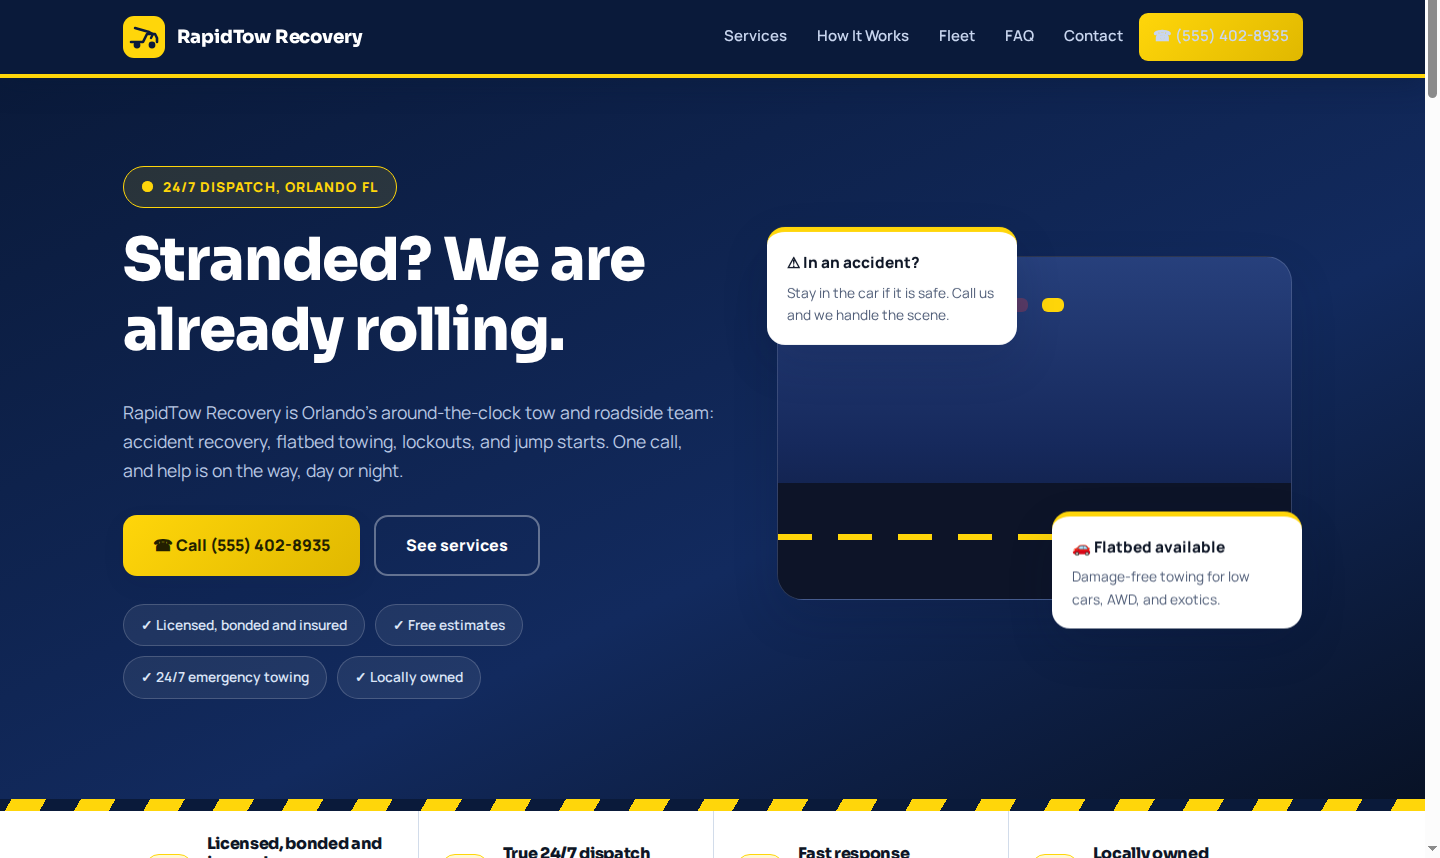 RapidTow Recovery
Services
How It Works
Fleet
FAQ
Contact
☎ (555) 402-8935
24/7 DISPATCH, ORLANDO FL
Stranded? We are
already rolling.
RapidTow Recovery is Orlando's around-the-clock tow and roadside team:
accident recovery, flatbed towing, lockouts, and jump starts. One call,
and help is on the way, day or night.
☎ Call (555) 402-8935
See services
✓ Licensed, bonded and insured
✓ Free estimates
✓ 24/7 emergency towing
✓ Locally owned
⚠ In an accident?
Stay in the car if it is safe. Call us
and we handle the scene.
🚗 Flatbed available
Damage-free towing for low
cars, AWD, and exotics.
Licensed, bonded and
True 24/7 dispatch
Fast response
Locally owned